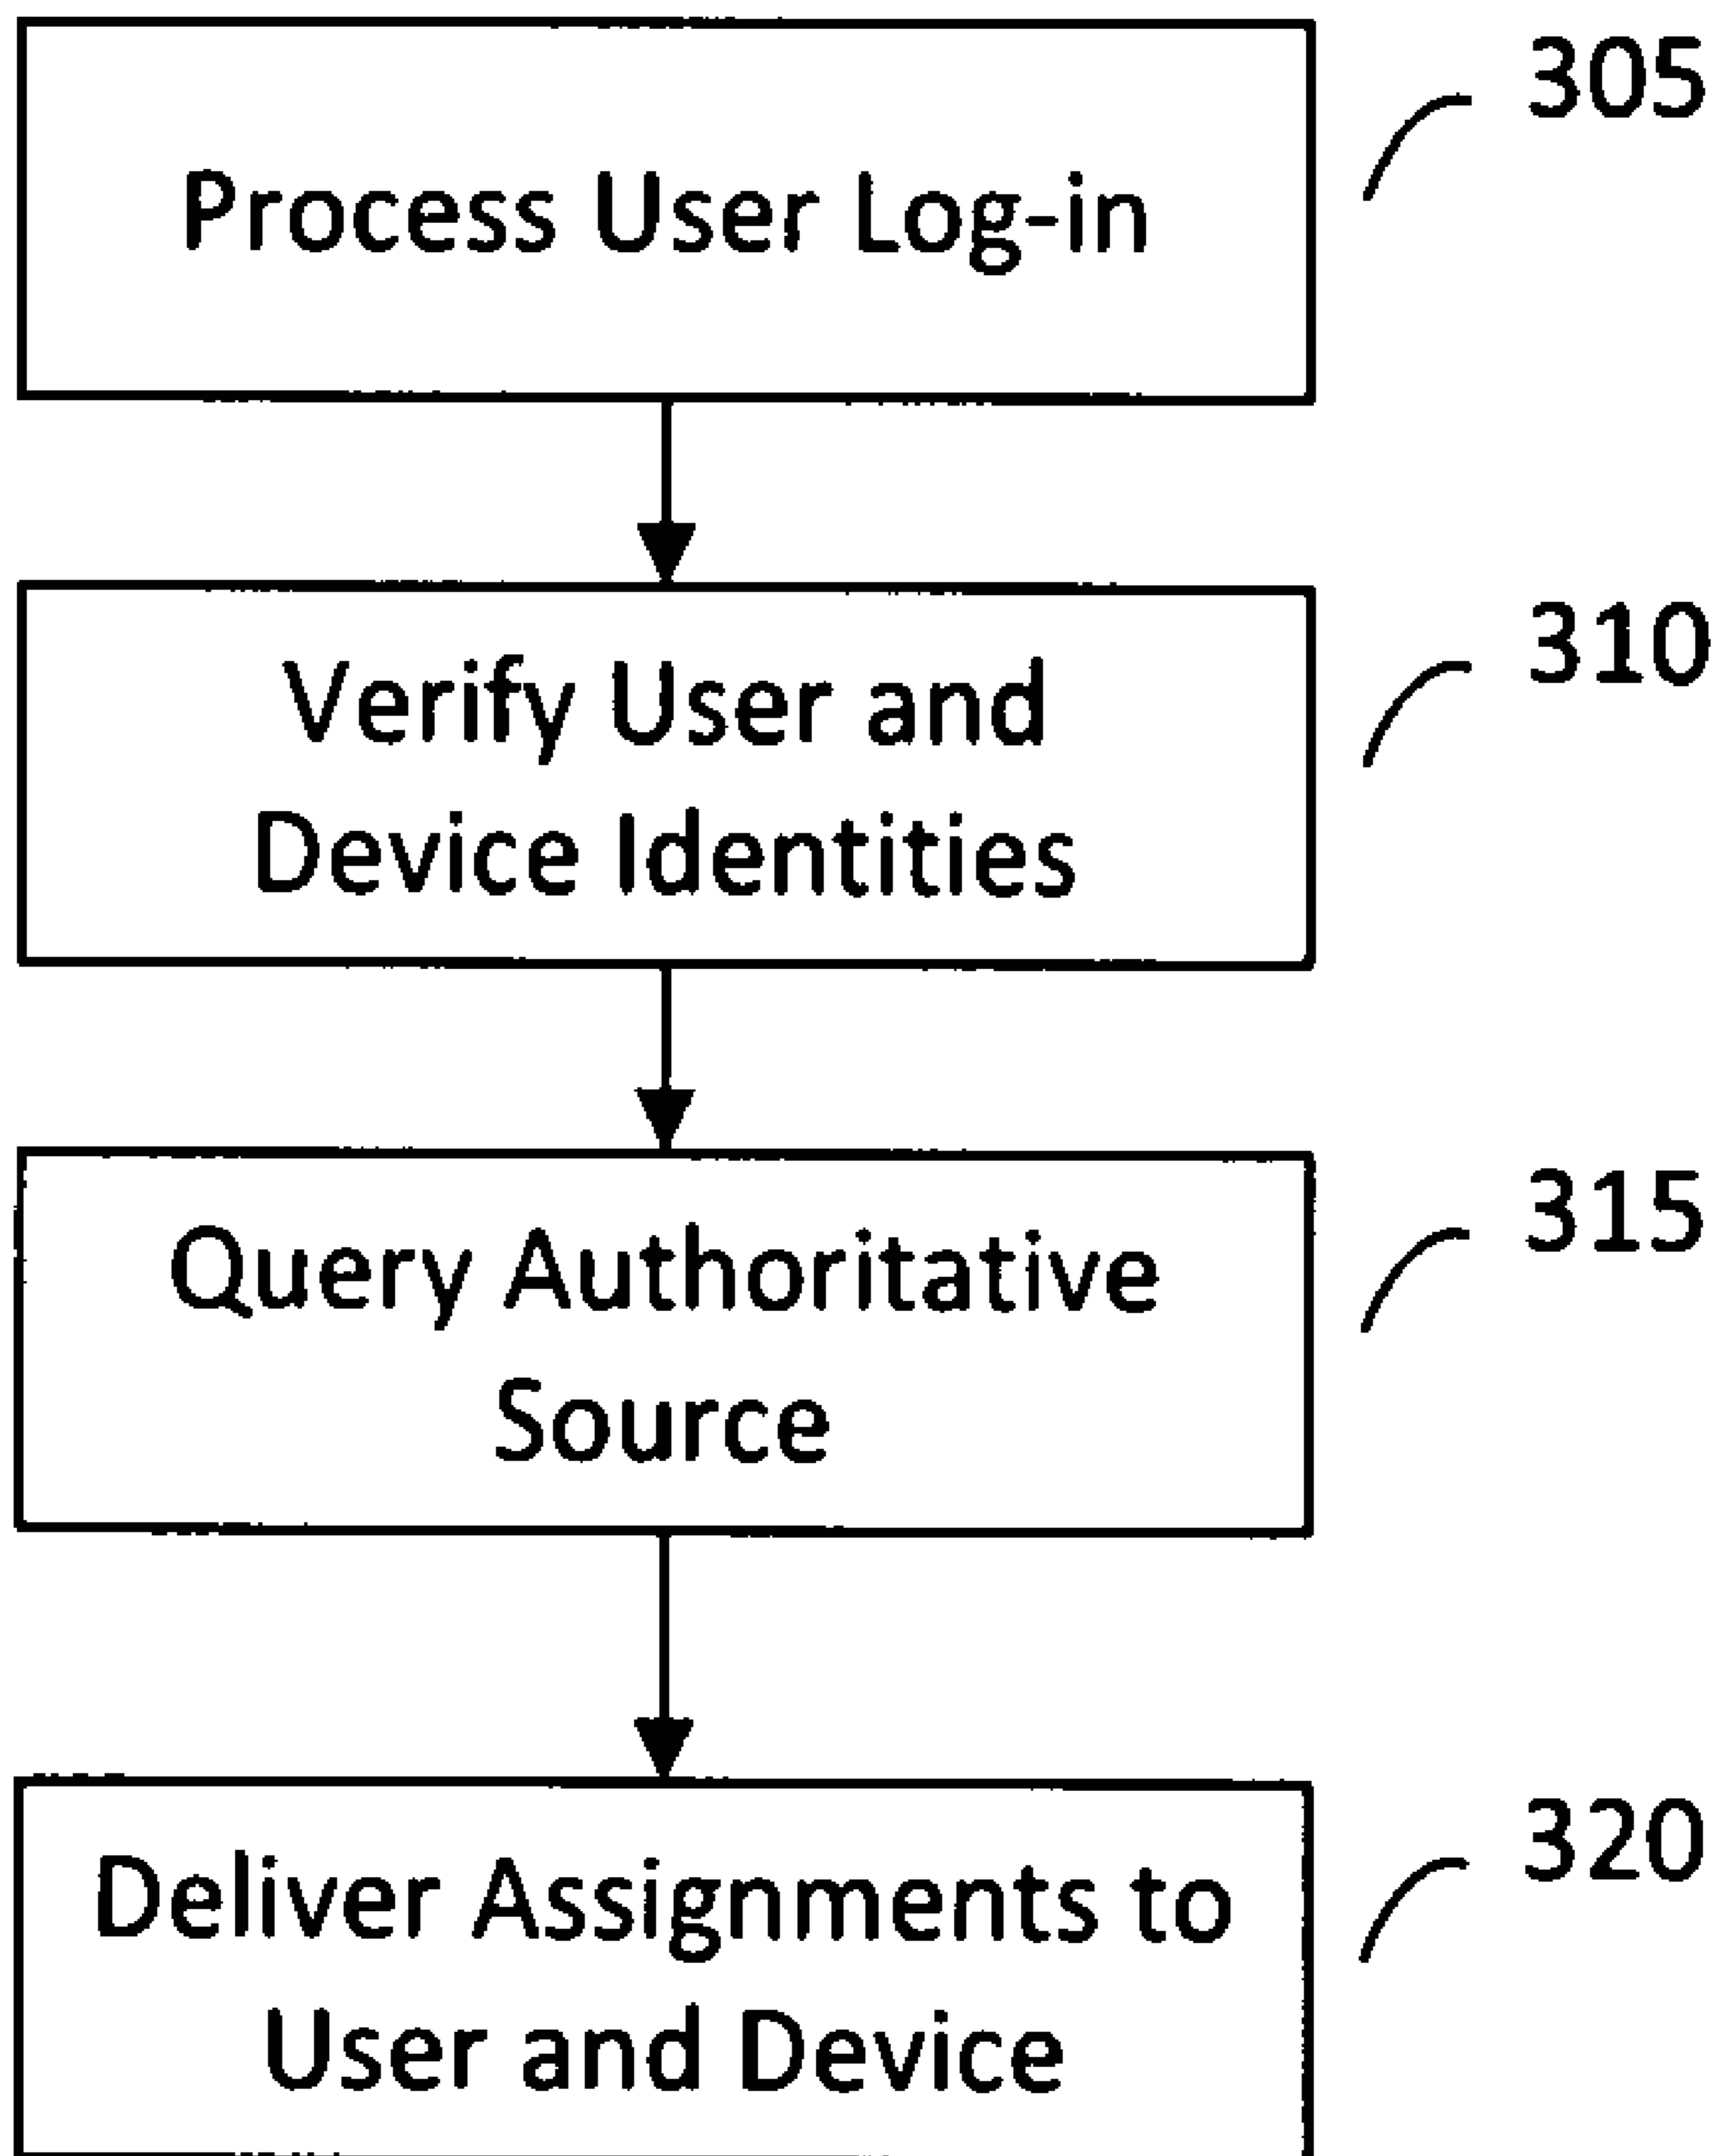 305
Process User Log-in
310
Verify User and
Device Identities
315
Query Authoritative
Source
320
Deliver Assignments to
User and Device